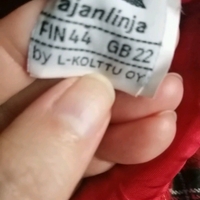 ajanlinja
FIN 44 GB 22
by L-KOLTTU OY